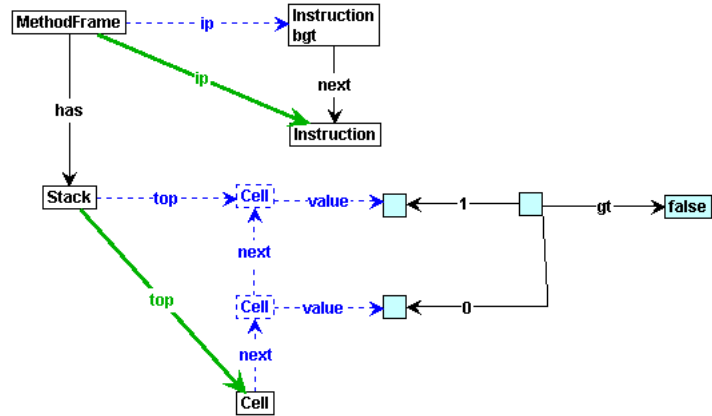 MethodFrame
ip
Instruction
bgt
ip
next
has
Instruction
Stack
top
Cell
value
1
gt
false
next
top
Cell
value
0
next
Cell